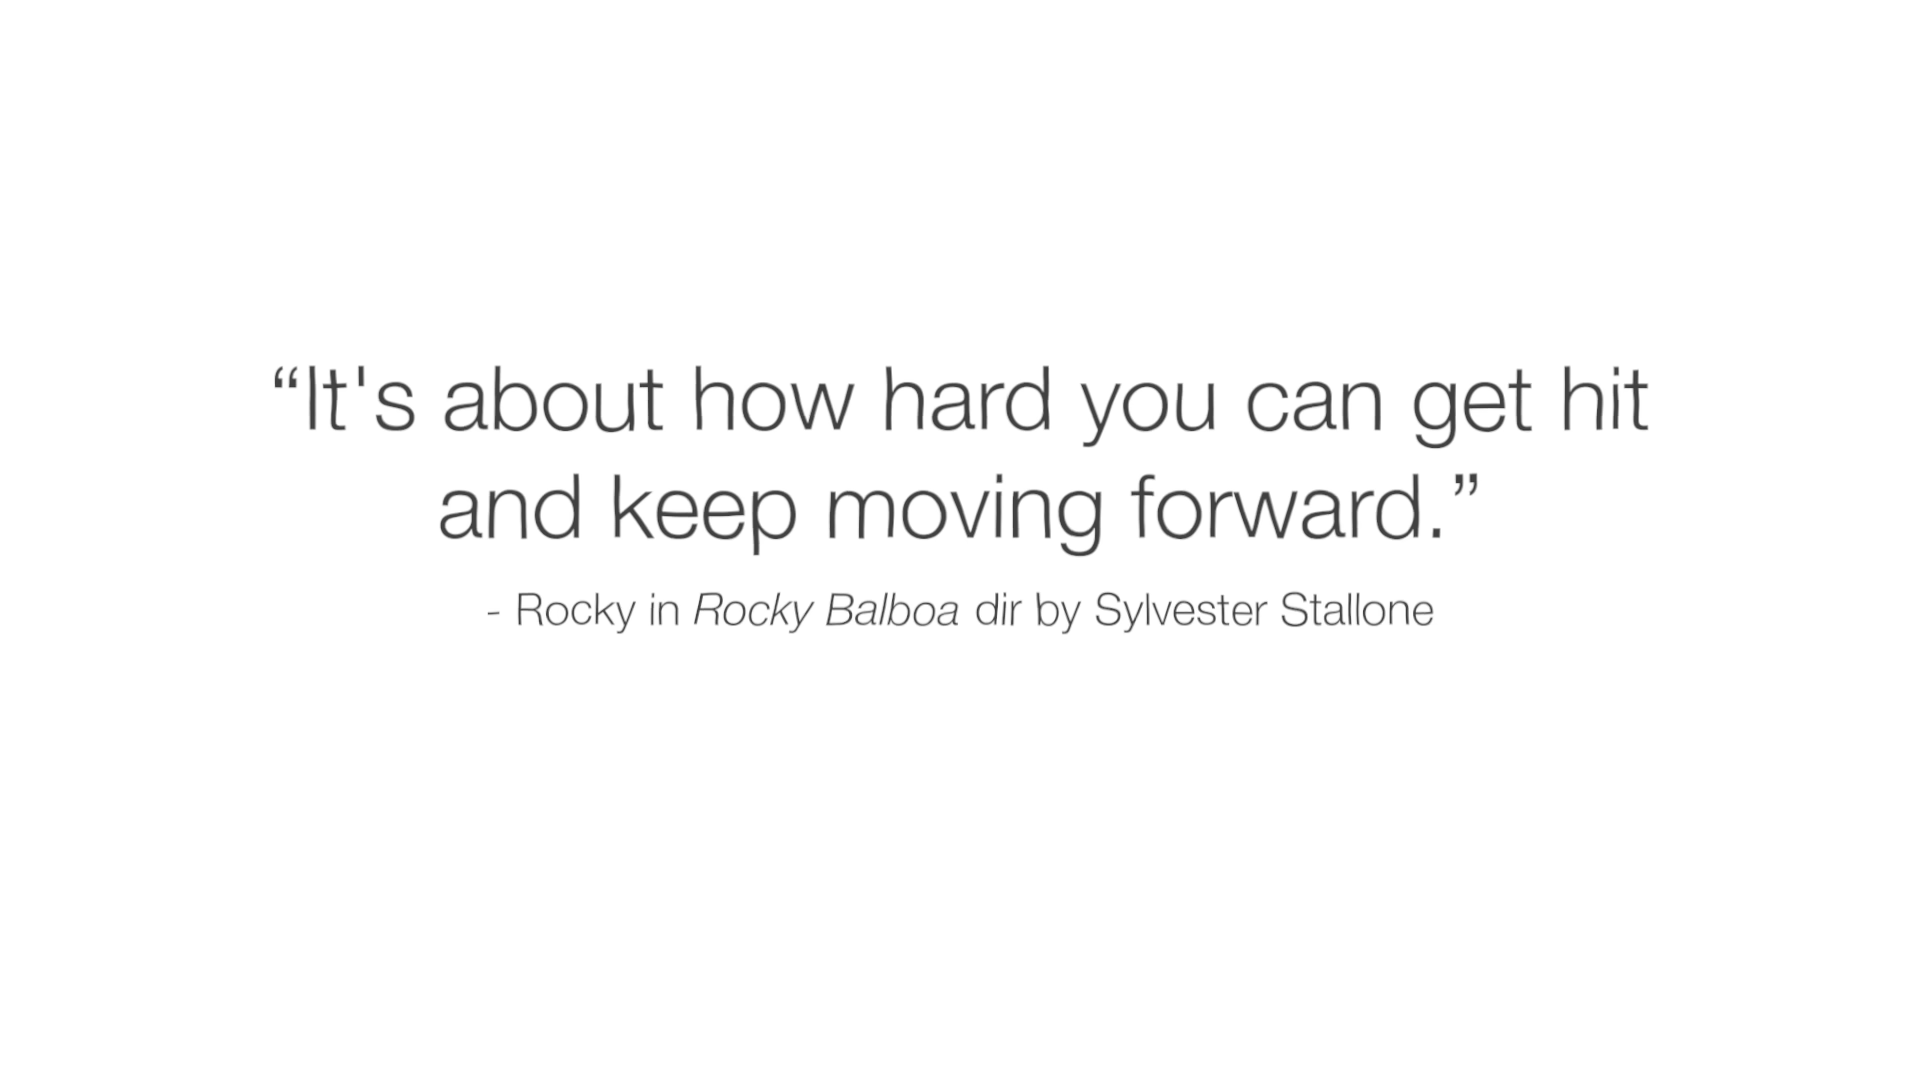 “It's about how hard you can get hit
and keep moving forward.”
- Rocky in Rocky Balboa dir by Sylvester Stallone